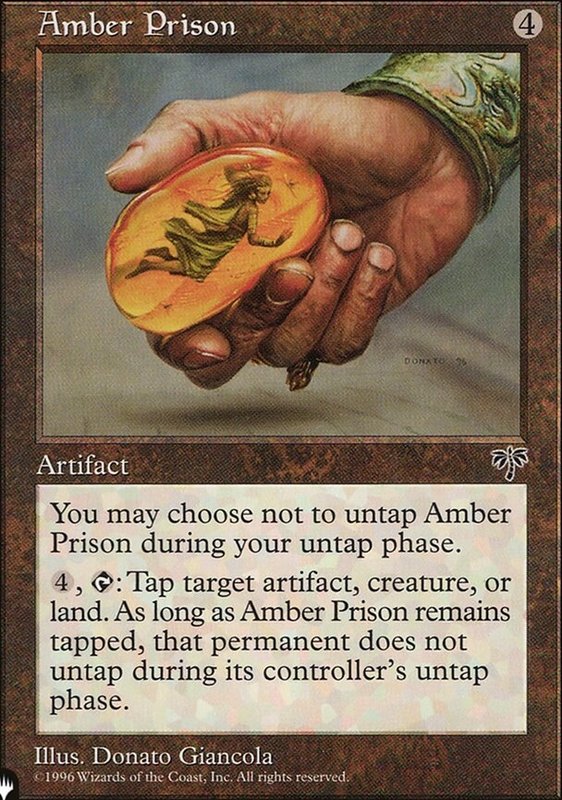 Amber Prison 4
DONATO 96
Artifact
You may choose not to untap Amber
Prison during your untap phase.
4, : Tap target artifact, creature, or
land. As long as Amber Prison remains
tapped, that permanent does not
untap during its controller's untap
phase.
Illus. Donato Giancola
©1996 Wizards of the Coast, Inc. All rights reserved.